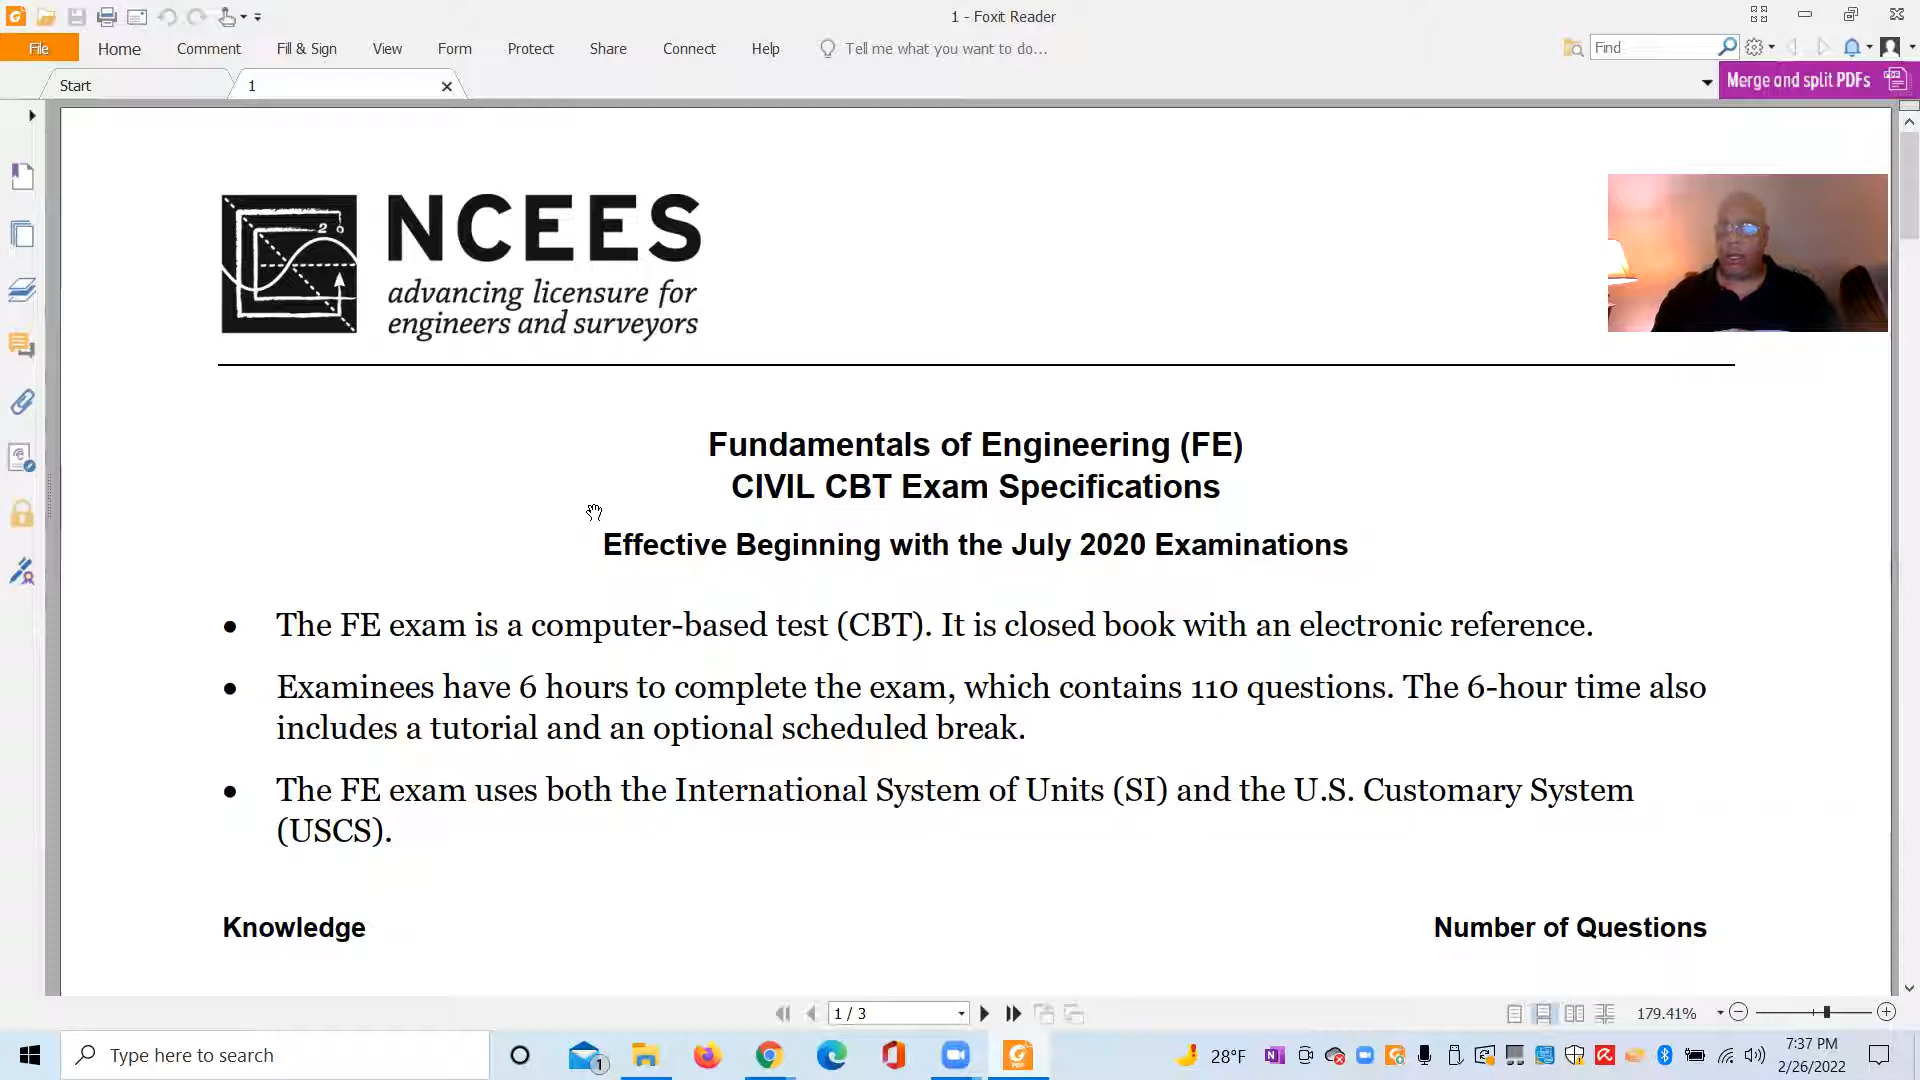 1 - Foxit Reader
File Home Comment Fill & Sign View Form Protect Share Connect Help Tell me what you want to do... Find
Start 1 Merge and split PDFs
NCEES
advancing licensure for
engineers and surveyors
Fundamentals of Engineering (FE)
CIVIL CBT Exam Specifications
Effective Beginning with the July 2020 Examinations
• The FE exam is a computer-based test (CBT). It is closed book with an electronic reference.
• Examinees have 6 hours to complete the exam, which contains 110 questions. The 6-hour time also
includes a tutorial and an optional scheduled break.
• The FE exam uses both the International System of Units (SI) and the U.S. Customary System
(USCS).
Knowledge Number of Questions
1 / 3 179.41%
Type here to search 1 28°F 7:37 PM
2/26/2022